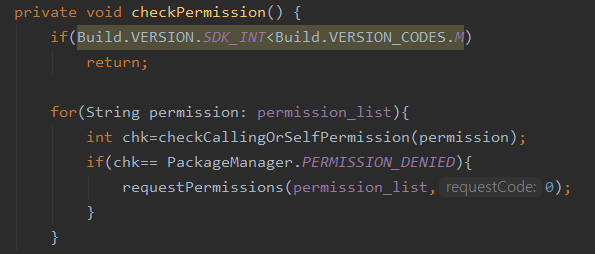 private void checkPermission() {
if(Build.VERSION.SDK_INT<Build.VERSION_CODES.M)
return;
for(String permission: permission_list){
int chk=checkCallingOrSelfPermission(permission);
if(chk== PackageManager.PERMISSION_DENIED){
requestPermissions(permission_list, requestCode: 0);
}
}